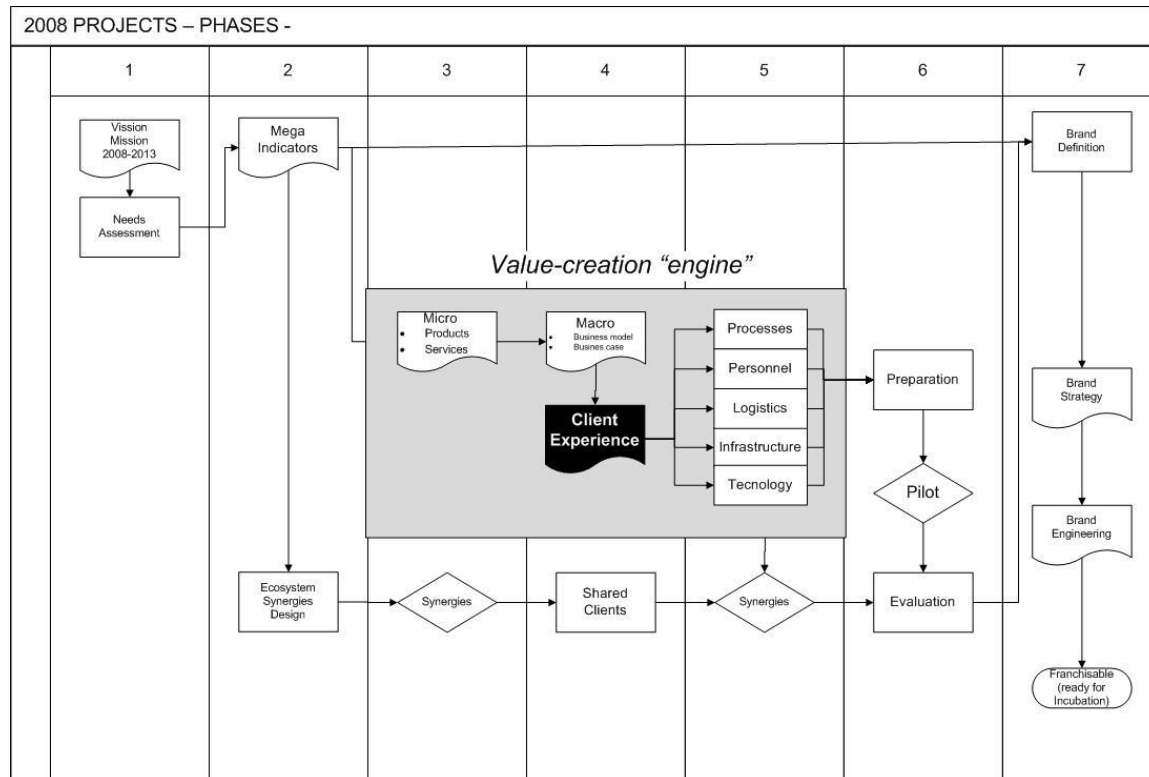 2008 PROJECTS – PHASES -
1
2
3
4
5
6
7
Vission
Mission
2008-2013
Mega
Indicators
Brand
Definition
Needs
Assessment
Value-creation “engine”
Micro
• Products
• Services
Macro
• Business model
• Busines case
Processes
Personnel
Logistics
Infrastructure
Tecnology
Client
Experience
Preparation
Brand
Strategy
Pilot
Brand
Engineering
Ecosystem
Synergies
Design
Synergies
Shared
Clients
Synergies
Evaluation
Franchisable
(ready for
Incubation)